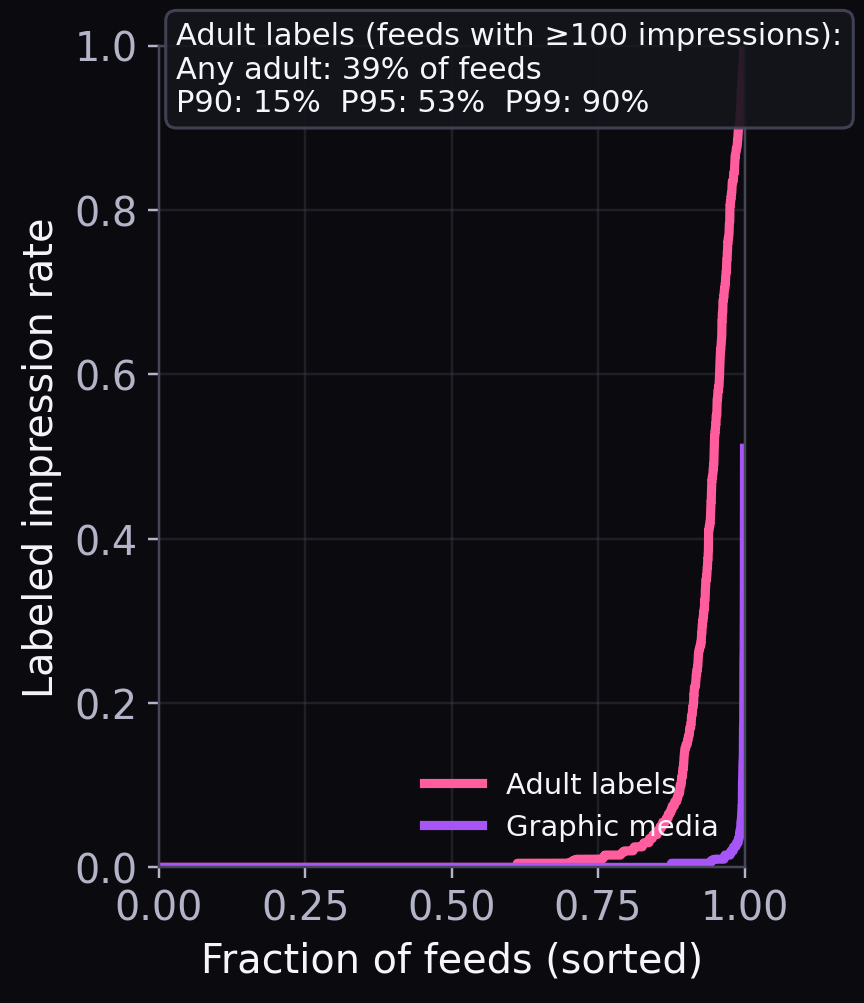 Adult labels (feeds with ≥100 impressions):
Any adult: 39% of feeds
P90: 15%  P95: 53%  P99: 90%
1.0
0.8
0.6
0.4
0.2
0.0
Labeled impression rate
Adult labels
Graphic media
0.00 0.25 0.50 0.75 1.00
Fraction of feeds (sorted)